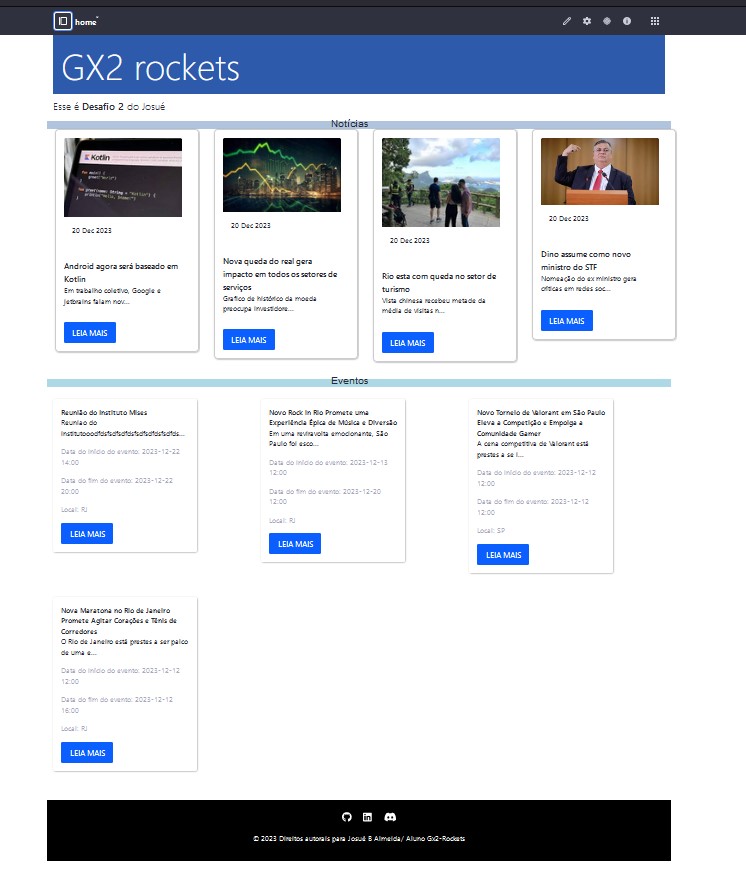 home*
GX2 rockets
Esse é Desafio 2 do Josué
Notícias
Kotlin
20 Dec 2023
20 Dec 2023
20 Dec 2023
20 Dec 2023
Android agora será baseado em
Kotlin
Em trabalho coletivo, Google e
Jetbrains falam nov...
LEIA MAIS
Nova queda do real gera
impacto em todos os setores de
serviços
Gráfico de histórico da moeda
preocupa investidore...
LEIA MAIS
Rio esta com queda no setor de
turismo
Vista chinesa recebeu metade da
média de visitas n...
LEIA MAIS
Dino assume como novo
ministro do STF
Nomeação do ex ministro gera
críticas em redes soc...
LEIA MAIS
Eventos
Reunião do Instituto Mises
Reuniao do
LEIA MAIS
Data do início do evento: 2023-12-22
14:00
Data do fim do evento: 2023-12-22
20:00
Local: RJ
Novo Rock in Rio Promete uma
Experiência Épica de Música e Diversão
Em uma reviravolta emocionante, São
Paulo foi esco...
Data do início do evento: 2023-12-13
12:00
Data do fim do evento: 2023-12-20
12:00
Local: RJ
LEIA MAIS
Novo Torneio de Valorant em São Paulo
Eleva a Competição e Empolga a
Comunidade Gamer
A cena competitiva de Valorant está
prestes a se i...
Data do início do evento: 2023-12-12
12:00
Data do fim do evento: 2023-12-12
12:00
Local: SP
LEIA MAIS
Nova Maratona no Rio de Janeiro
Promete Agitar Corações e Tênis de
Corredores
O Rio de Janeiro está prestes a ser palco
de uma e...
Data do início do evento: 2023-12-12
12:00
Data do fim do evento: 2023-12-12
16:00
Local: RJ
LEIA MAIS
© 2023 Direitos autorais para Josué B Almeida/ Aluno Gx2-Rockets